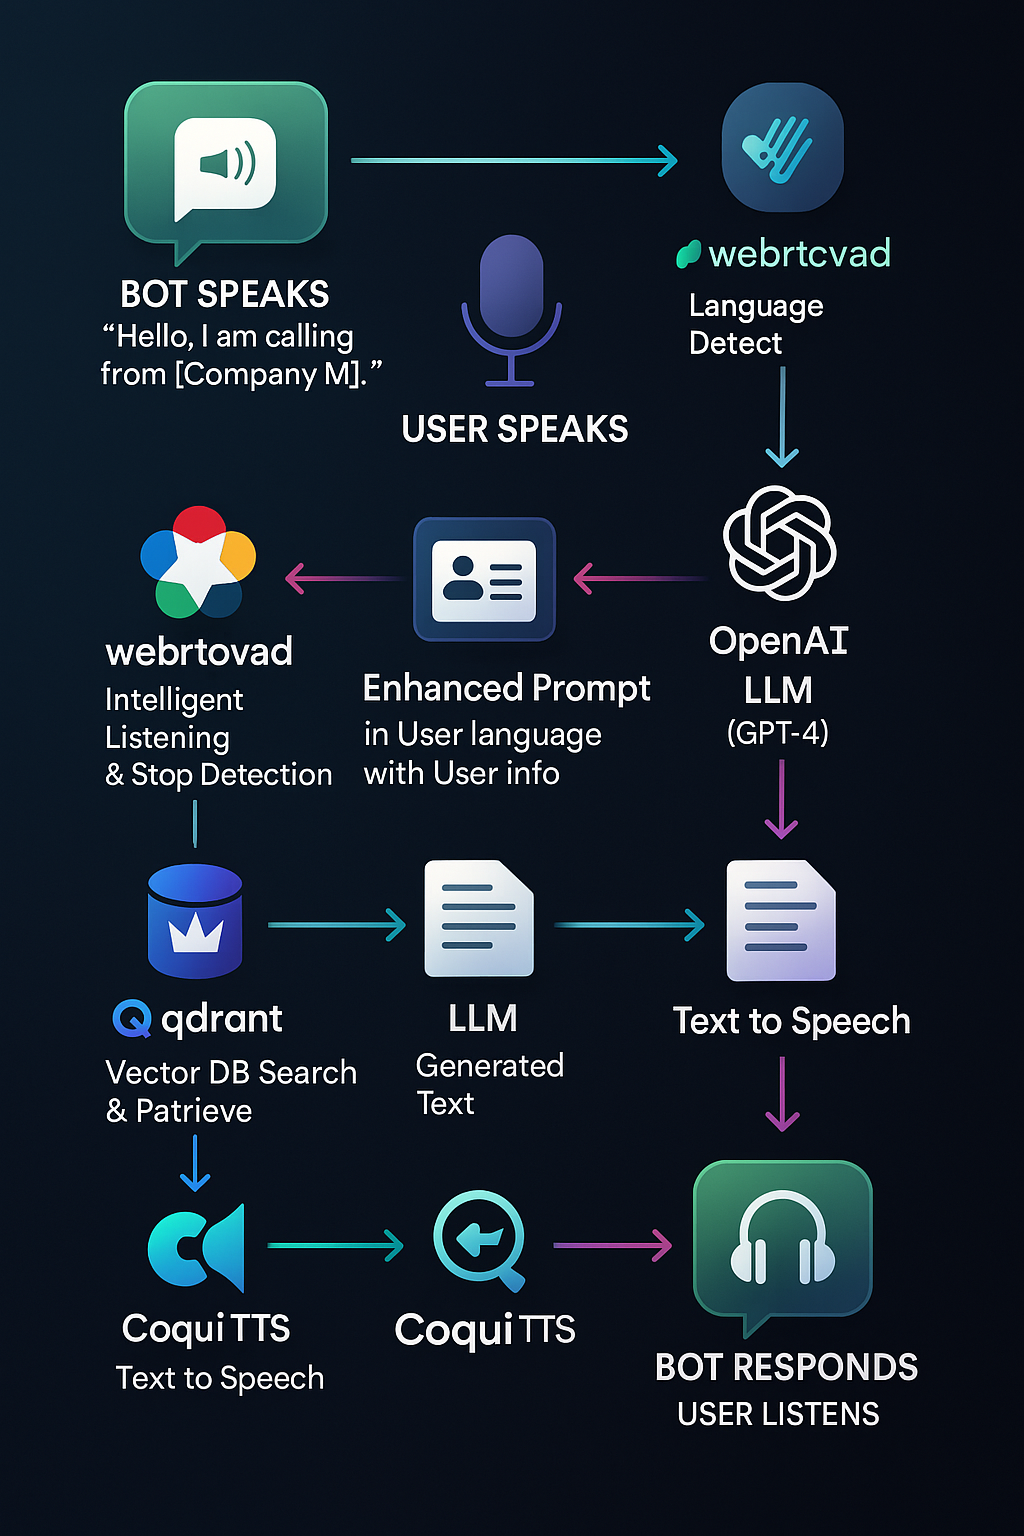 BOT SPEAKS
“Hello, I am calling
from [Company M].”
USER SPEAKS
webrtcvad
Language
Detect
webrtovad
Intelligent
Listening
& Stop Detection
Enhanced Prompt
in User language
with User info
OpenAI
LLM
(GPT-4)
qdrant
Vector DB Search
& Patrieve
LLM
Generated
Text
Text to Speech
Coqui TTS
Text to Speech
Coqui TTS
BOT RESPONDS
USER LISTENS